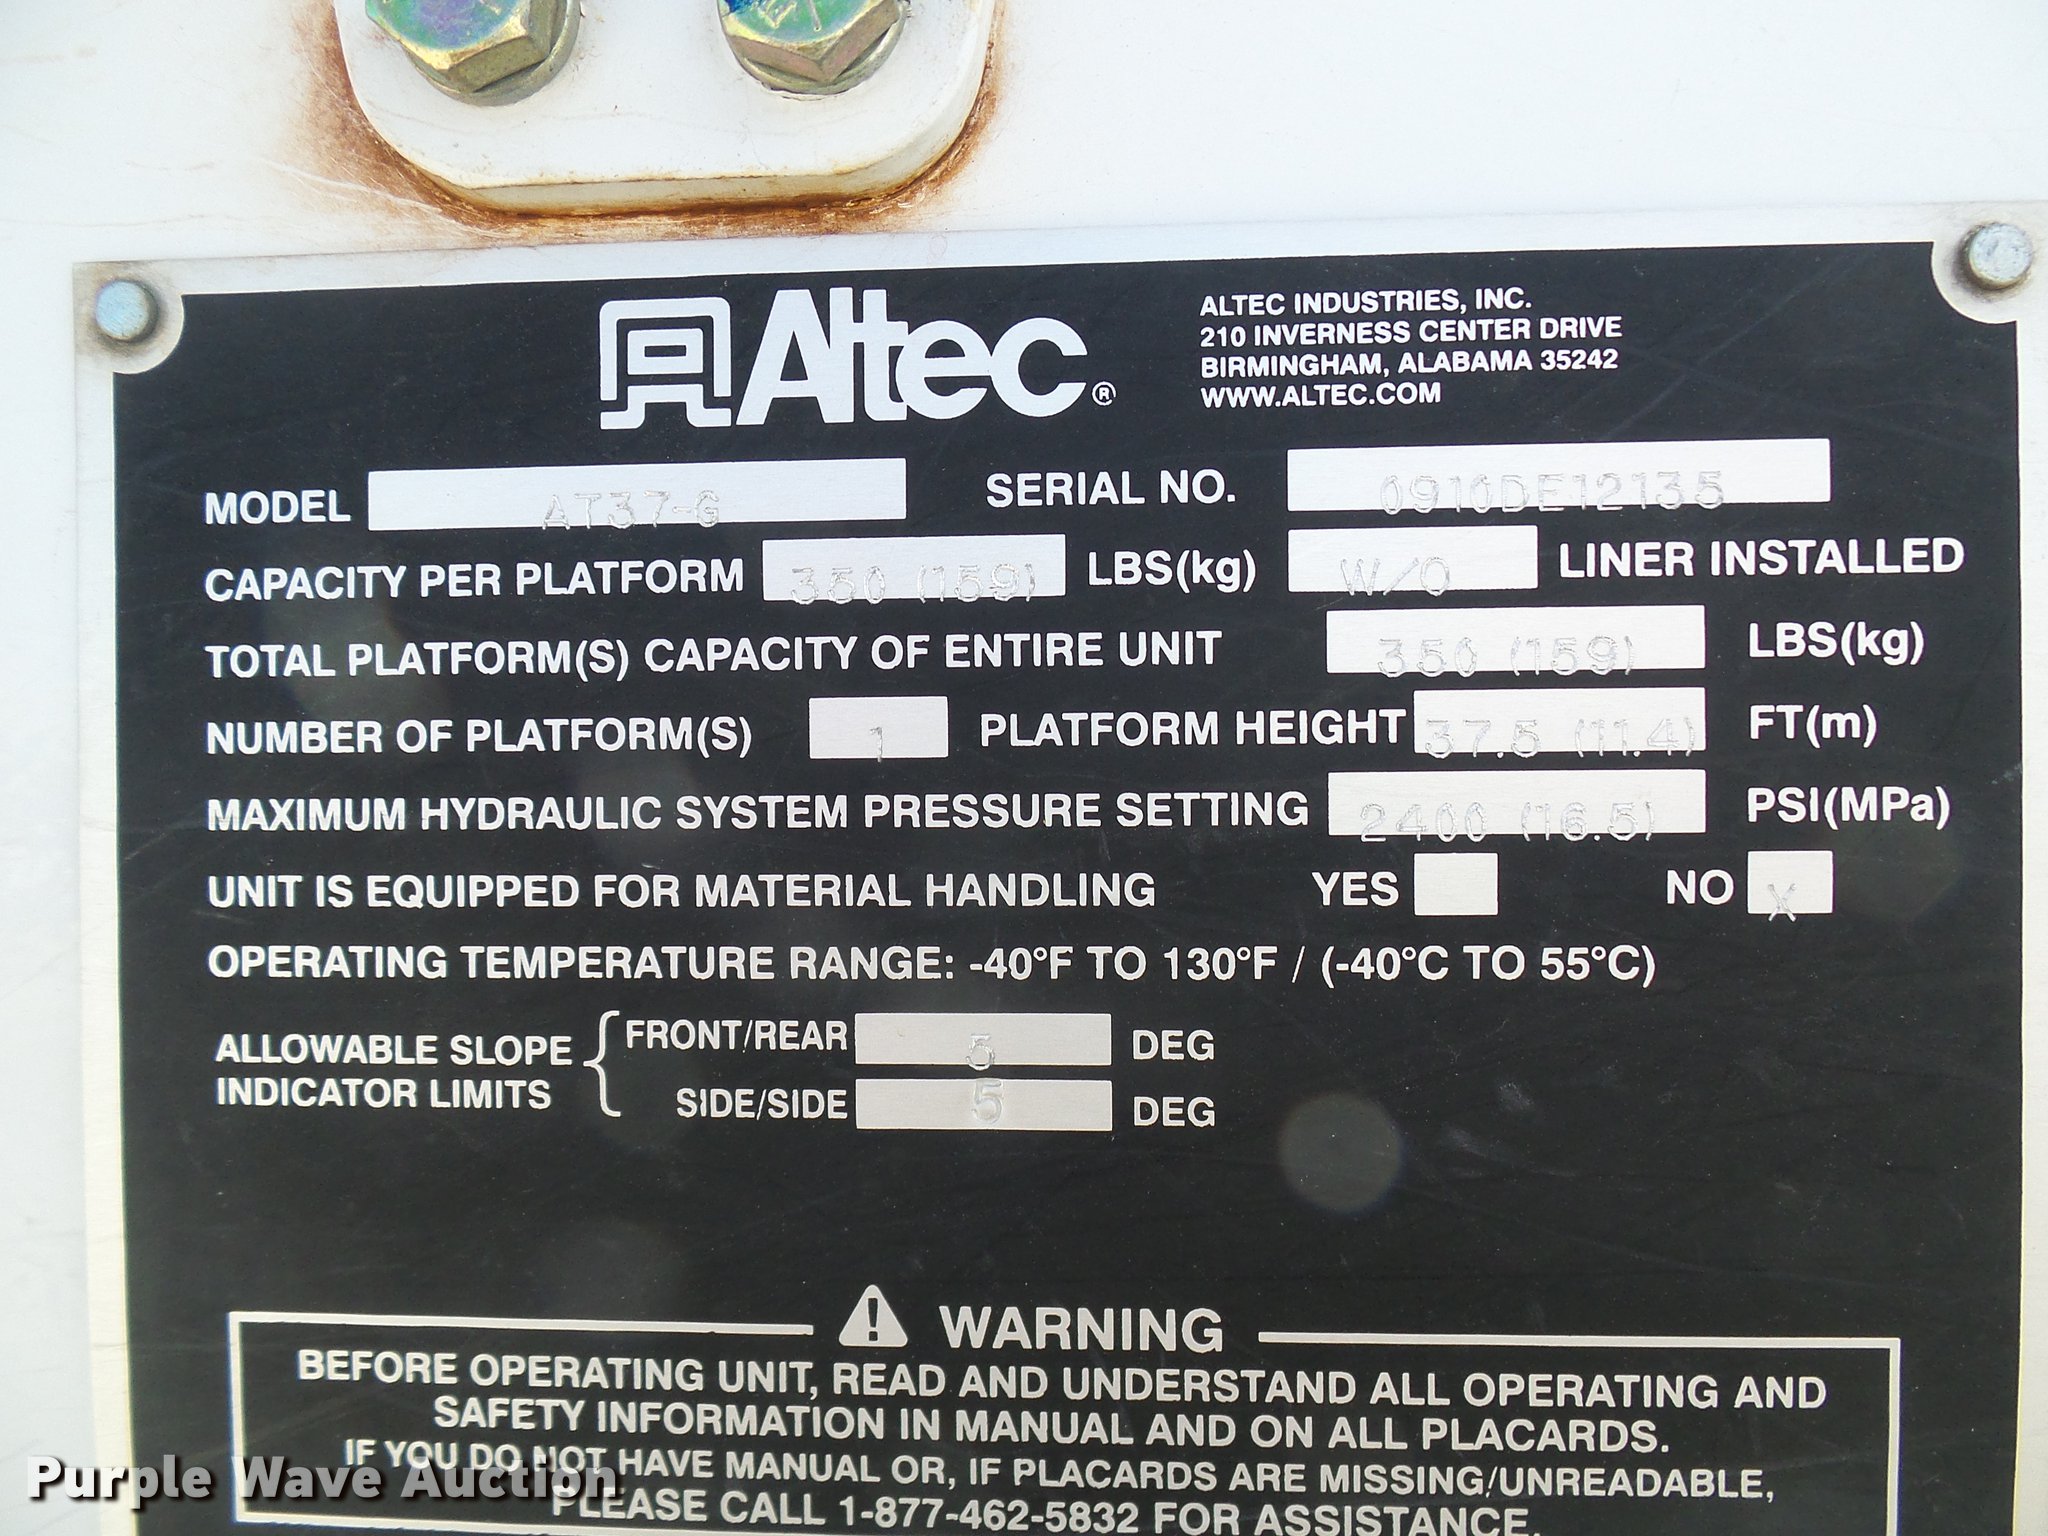 Altec®
ALTEC INDUSTRIES, INC.
210 INVERNESS CENTER DRIVE
BIRMINGHAM, ALABAMA 35242
WWW.ALTEC.COM
MODEL AT37-G SERIAL NO. 0910DE12135
CAPACITY PER PLATFORM 350 (159) LBS(kg) W/O LINER INSTALLED
TOTAL PLATFORM(S) CAPACITY OF ENTIRE UNIT 350 (159) LBS(kg)
NUMBER OF PLATFORM(S) 1 PLATFORM HEIGHT 37.5 (11.4) FT(m)
MAXIMUM HYDRAULIC SYSTEM PRESSURE SETTING 2400 (16.5) PSI(MPa)
UNIT IS EQUIPPED FOR MATERIAL HANDLING YES NO X
OPERATING TEMPERATURE RANGE: -40°F TO 130°F / (-40°C TO 55°C)
ALLOWABLE SLOPE INDICATOR LIMITS
FRONT/REAR 5 DEG
SIDE/SIDE 5 DEG
WARNING
BEFORE OPERATING UNIT, READ AND UNDERSTAND ALL OPERATING AND
SAFETY INFORMATION IN MANUAL AND ON ALL PLACARDS.
IF YOU DO NOT HAVE MANUAL OR, IF PLACARDS ARE MISSING/UNREADABLE,
PLEASE CALL 1-877-462-5832 FOR ASSISTANCE.
Purple Wave Auction